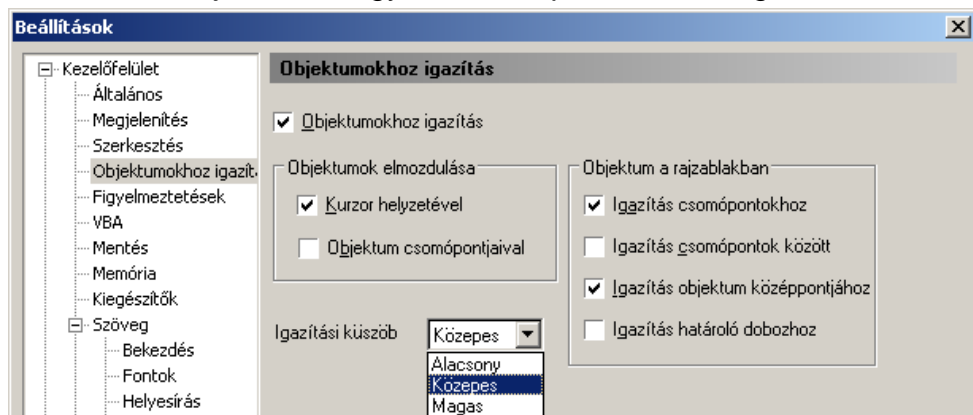 Beállítások
Kezelőfelület
Általános
Megjelenítés
Szerkesztés
Objektumokhoz igazít
Figyelmeztetések
VBA
Mentés
Memória
Kiegészítők
Szöveg
Bekezdés
Fontok
Helyesírás
Objektumokhoz igazítás
Objektumokhoz igazítás
Objektumok elmozdulása
Kurzor helyzetével
Objektum csomópontjaival
Igazítási küszöb
Közepes
Alacsony
Közepes
Magas
Objektum a rajzablakban
Igazítás csomópontokhoz
Igazítás csomópontok között
Igazítás objektum középpontjához
Igazítás határoló dobozhoz